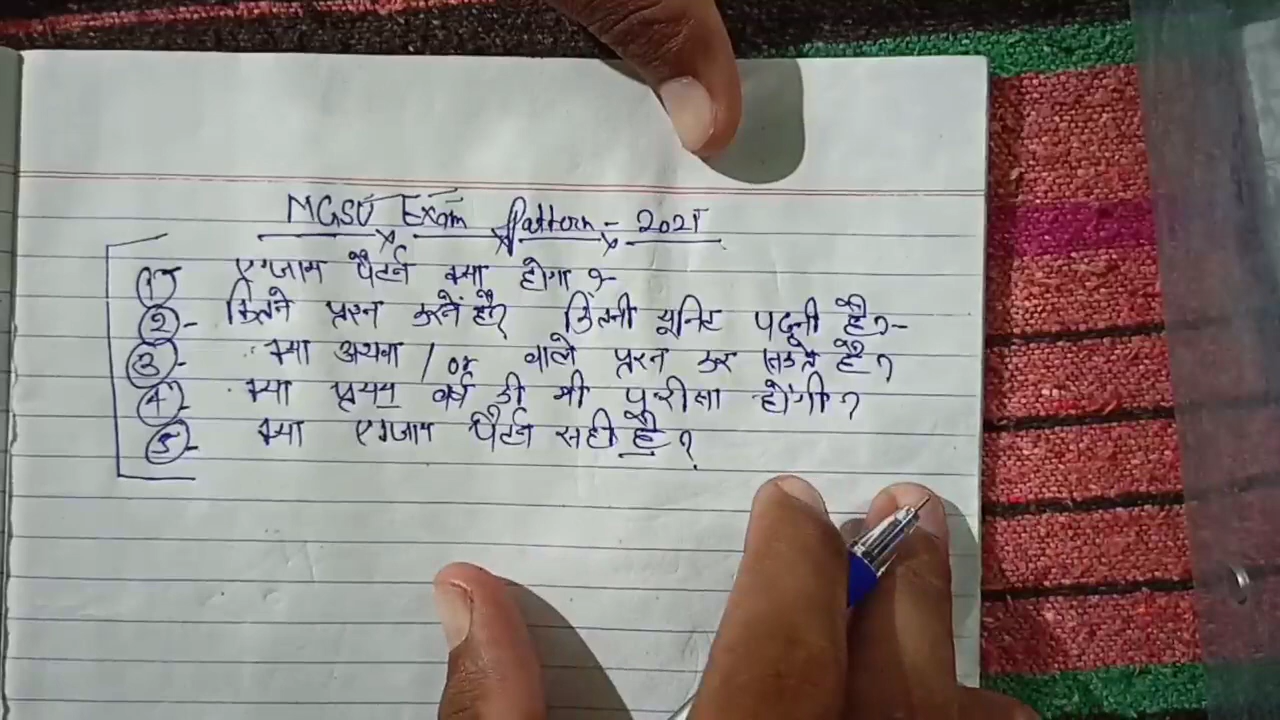 MGSU Exam Pattern - 2021
① एग्जाम पैटर्न क्या होगा ?-
②- कितने प्रश्न करने है? कितनी यूनिट पढ़नी है?-
③- क्या अथवा / or वाले प्रश्न कर सकते है?
④- क्या प्रथम वर्ष की भी परीक्षा होंगी?
⑤- क्या एग्जाम पैटर्न सही है?